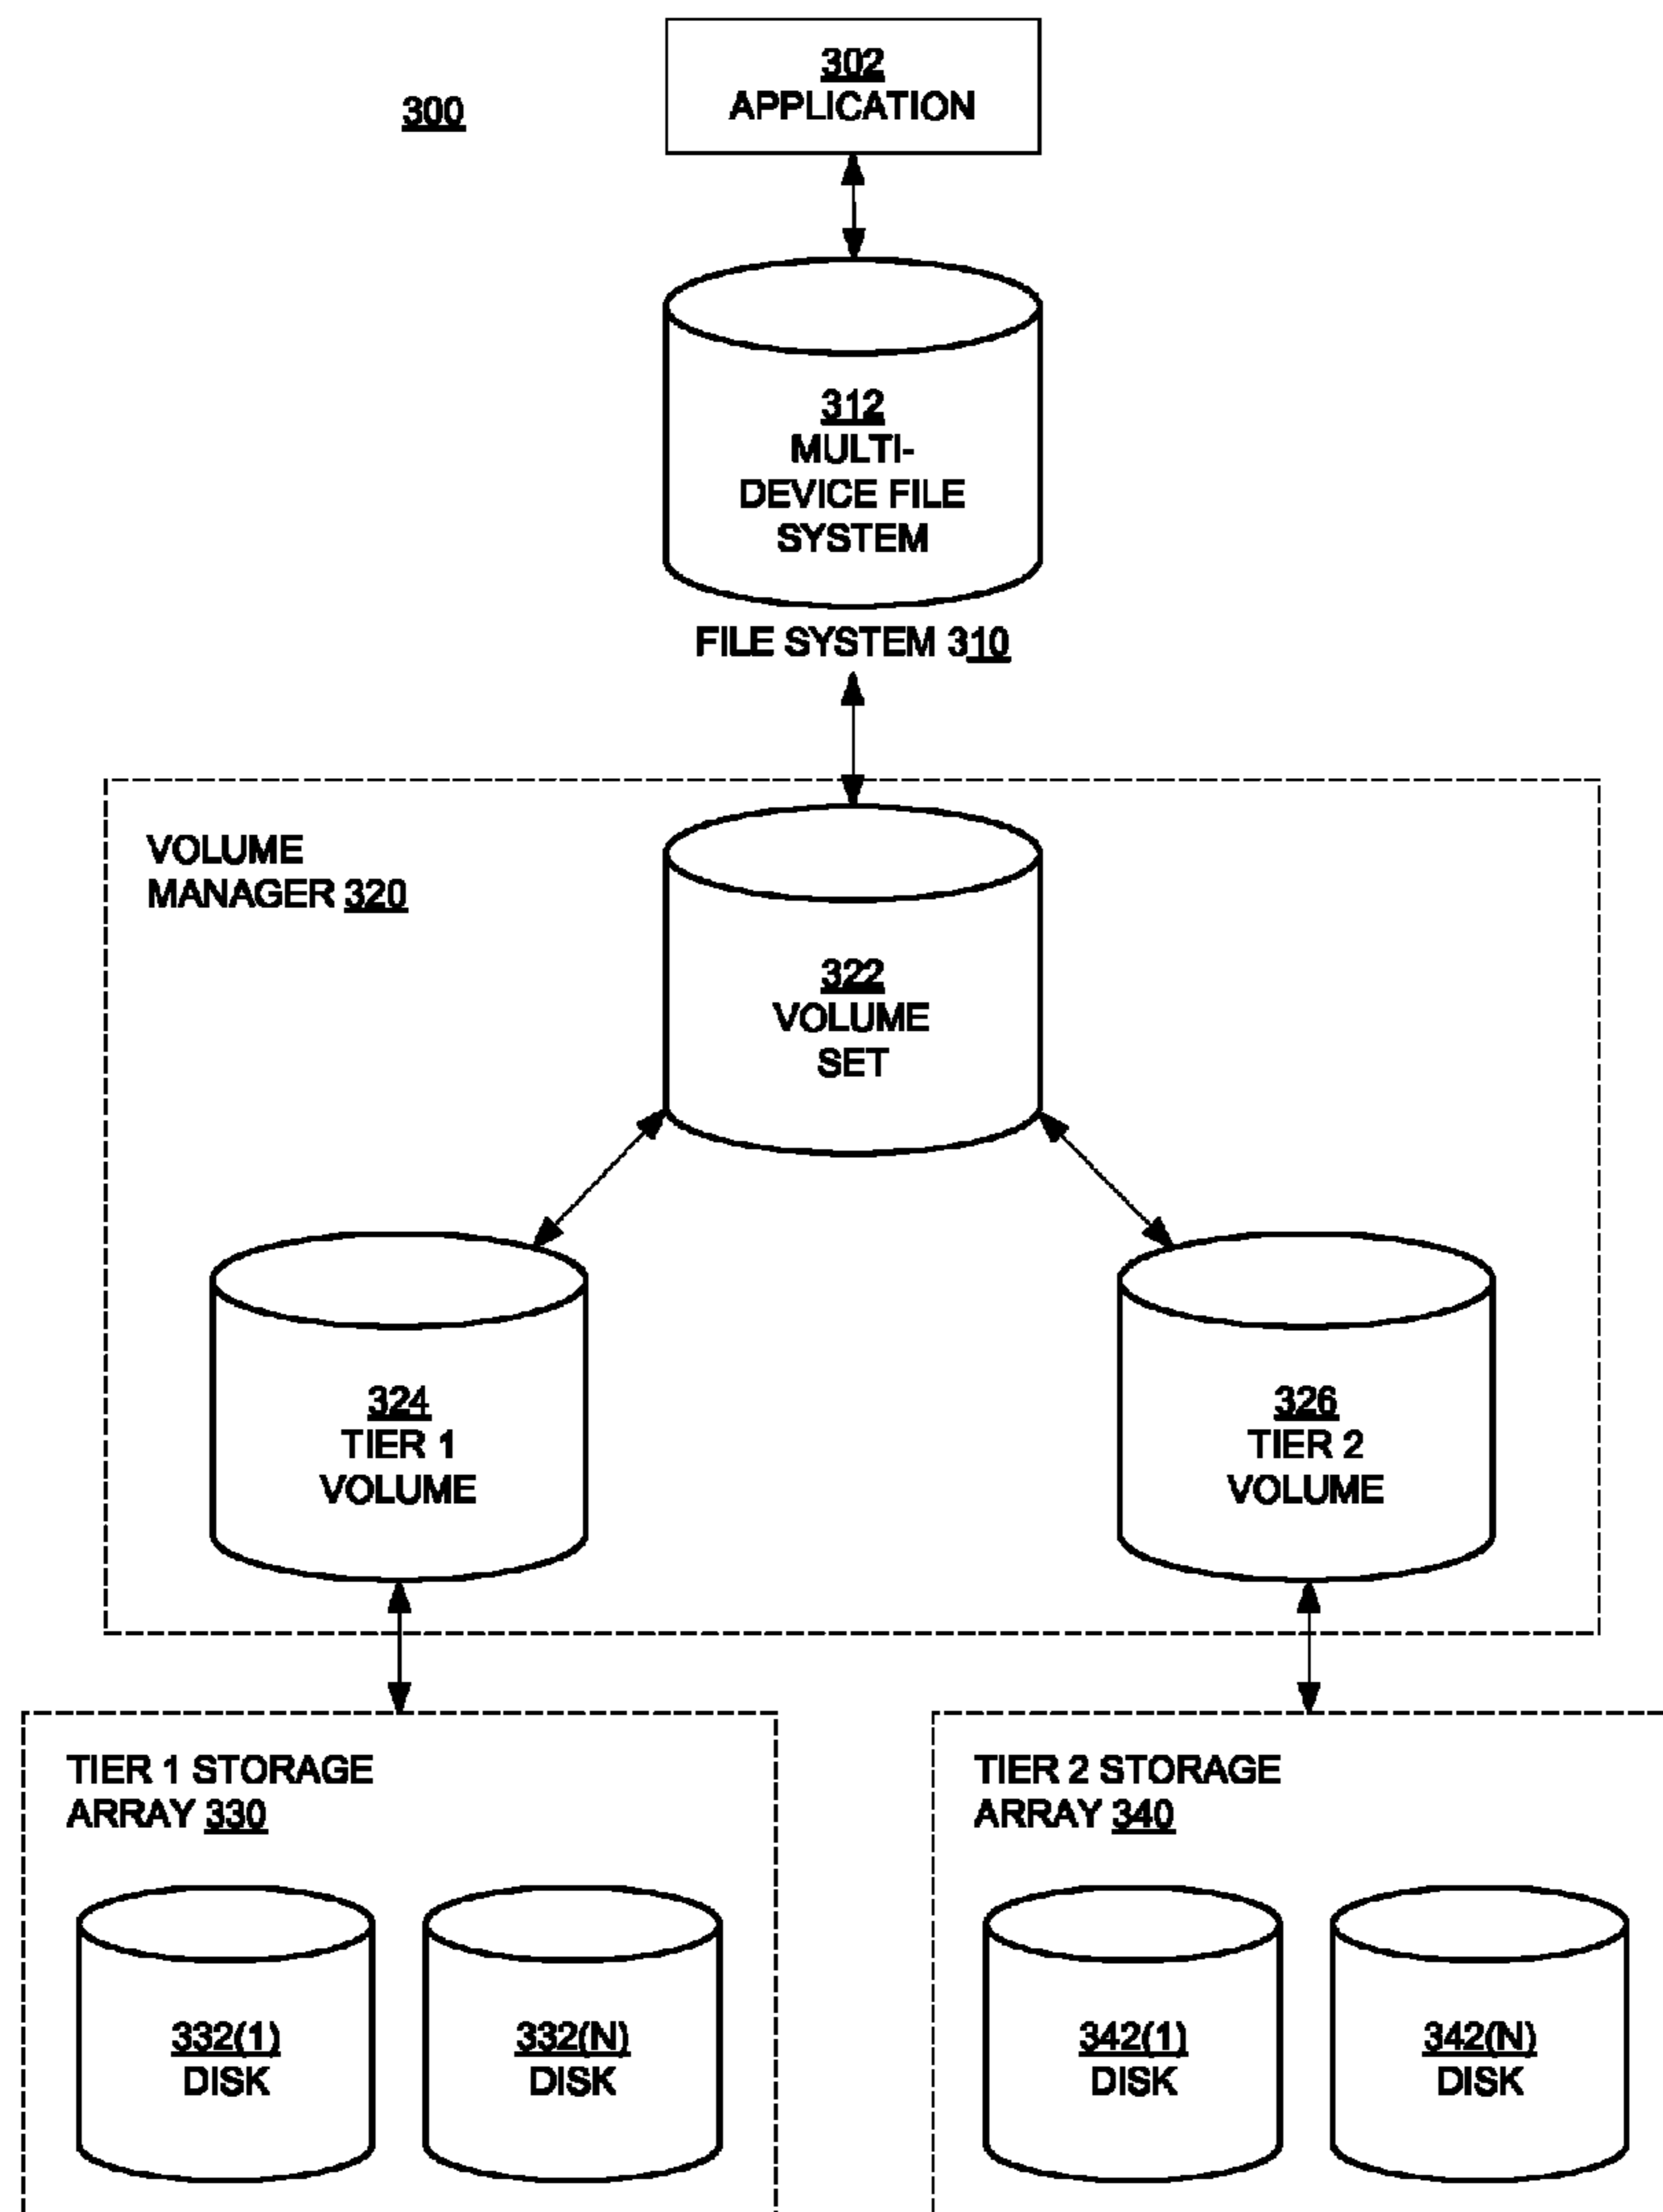 302
APPLICATION
300
312
MULTI-
DEVICE FILE
SYSTEM
FILE SYSTEM 310
VOLUME
MANAGER 320
322
VOLUME
SET
324
TIER 1
VOLUME
326
TIER 2
VOLUME
TIER 1 STORAGE
ARRAY 330
332(1)
DISK
332(N)
DISK
TIER 2 STORAGE
ARRAY 340
342(1)
DISK
342(N)
DISK